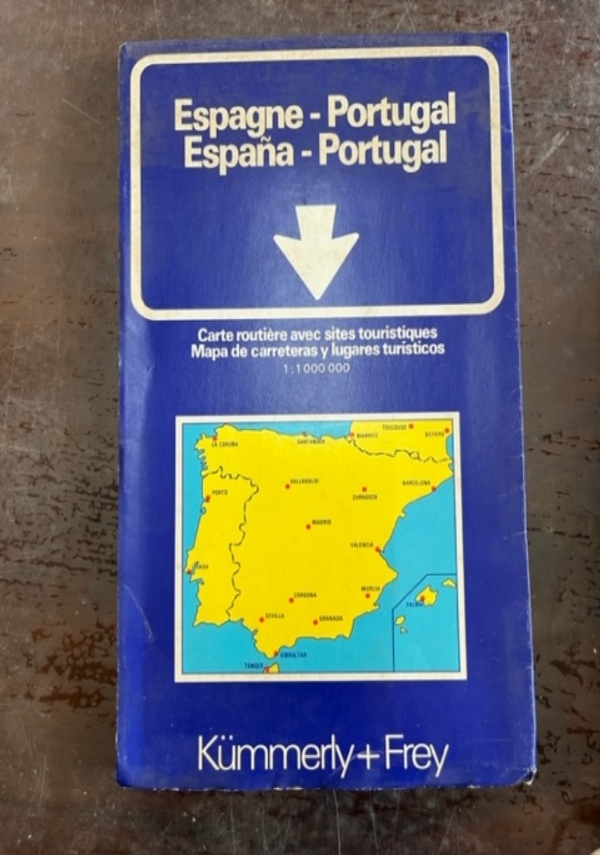 Espagne - Portugal
España - Portugal
Carte routière avec sites touristiques
Mapa de carreteras y lugares turísticos
1:1 000 000
TOULOUSE
BEZIERS
LA CORUÑA
SANTANDER
BIARRITZ
VALLADOLID
BARCELONA
PORTO
ZARAGOZA
MADRID
VALENCIA
MURCIA
CÓRDOBA
PALMA
SEVILLA
GRANADA
GIBRALTAR
TANGER
Kümmerly+Frey